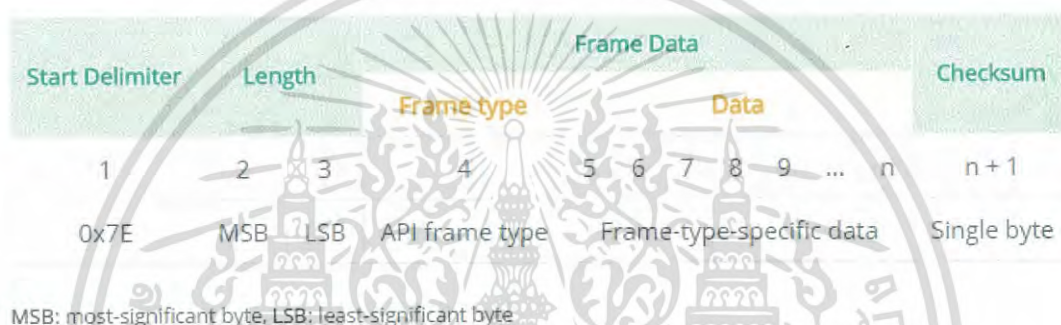 Frame Data
Start Delimiter Length Checksum
Frame type Data
1 2 3 4 5 6 7 8 9 ... n n + 1
0x7E MSB LSB API frame type Frame-type-specific data Single byte
MSB: most-significant byte, LSB: least-significant byte